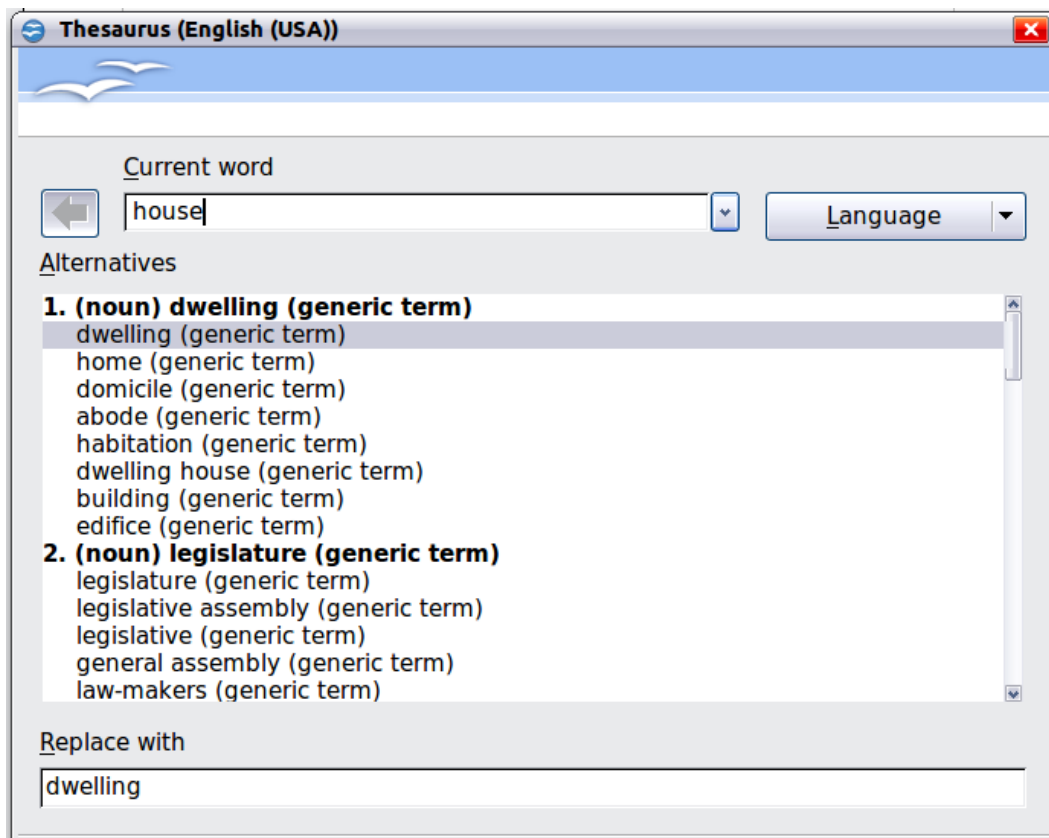 Thesaurus (English (USA))
Current word
house
Language
Alternatives
1. (noun) dwelling (generic term)
dwelling (generic term)
home (generic term)
domicile (generic term)
abode (generic term)
habitation (generic term)
dwelling house (generic term)
building (generic term)
edifice (generic term)
2. (noun) legislature (generic term)
legislature (generic term)
legislative assembly (generic term)
legislative (generic term)
general assembly (generic term)
law-makers (generic term)
Replace with
dwelling